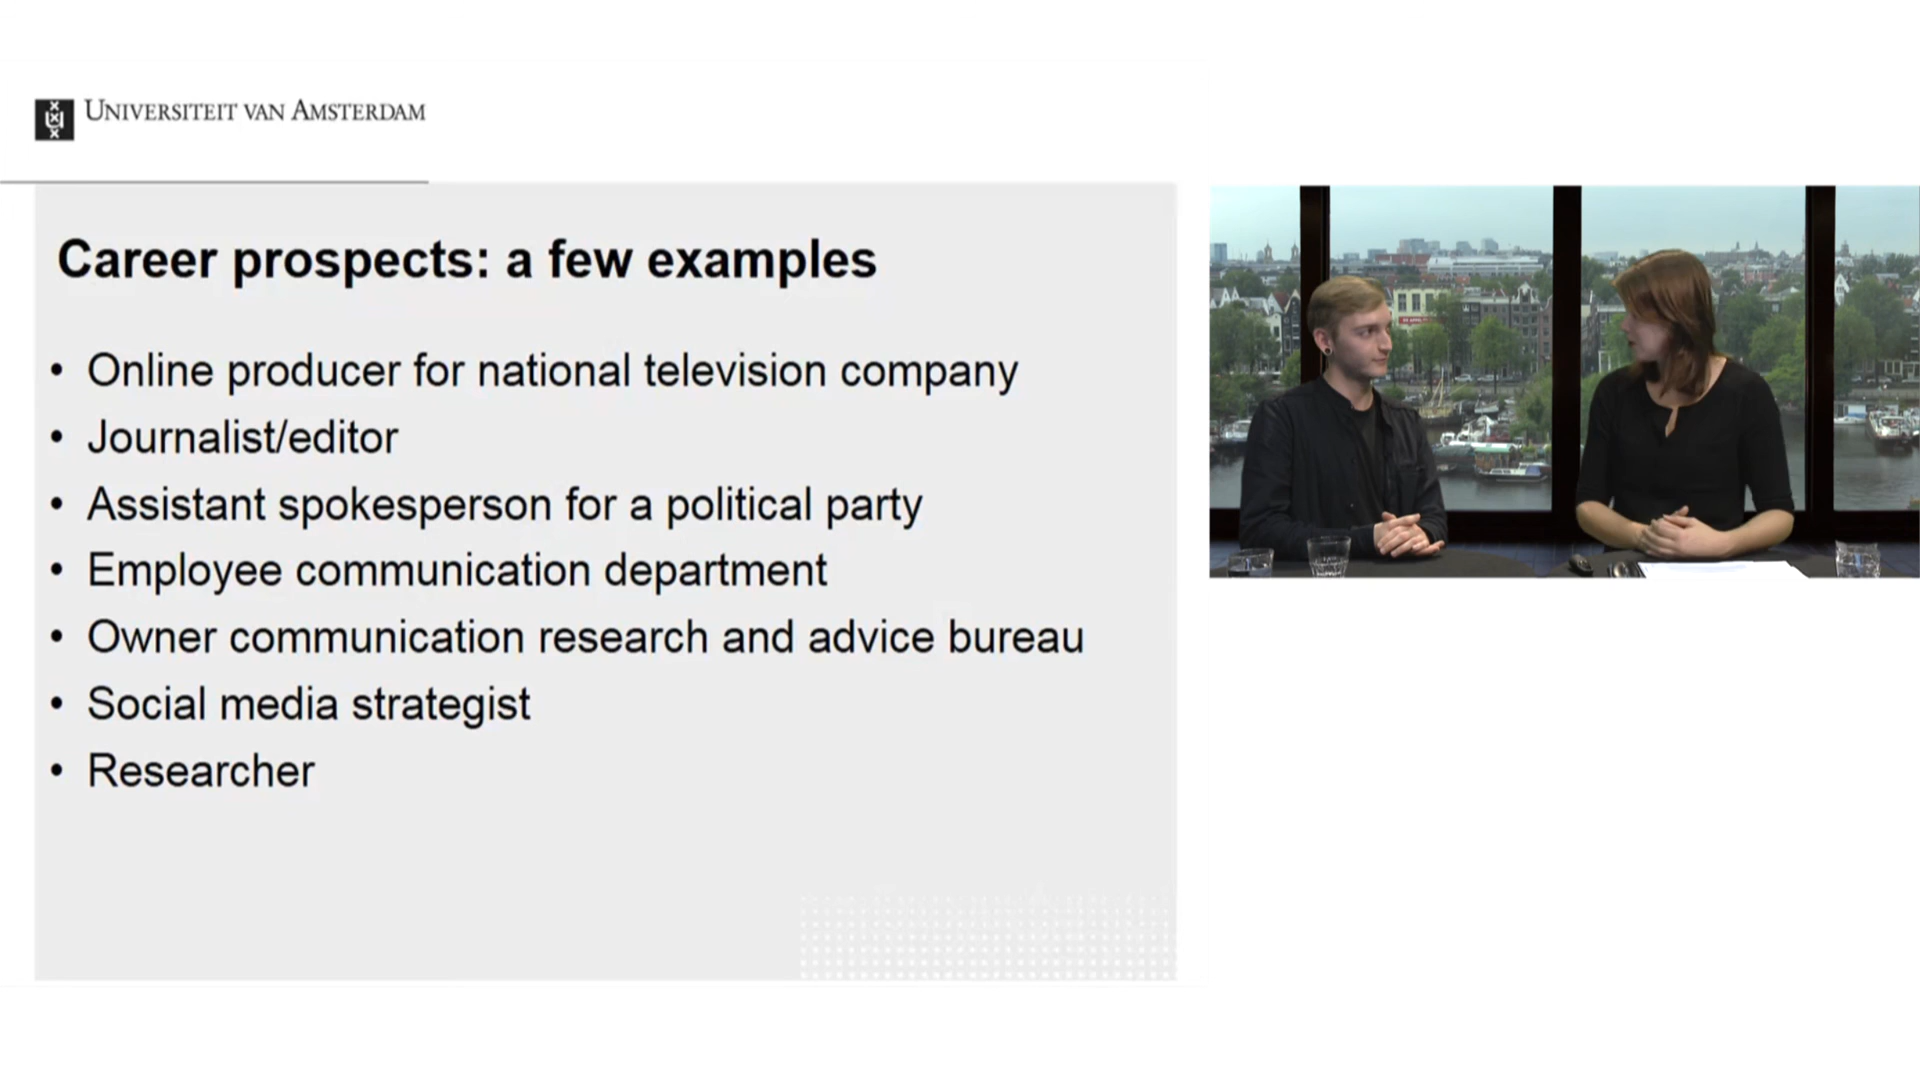 UNIVERSITEIT VAN AMSTERDAM
Career prospects: a few examples
• Online producer for national television company
• Journalist/editor
• Assistant spokesperson for a political party
• Employee communication department
• Owner communication research and advice bureau
• Social media strategist
• Researcher